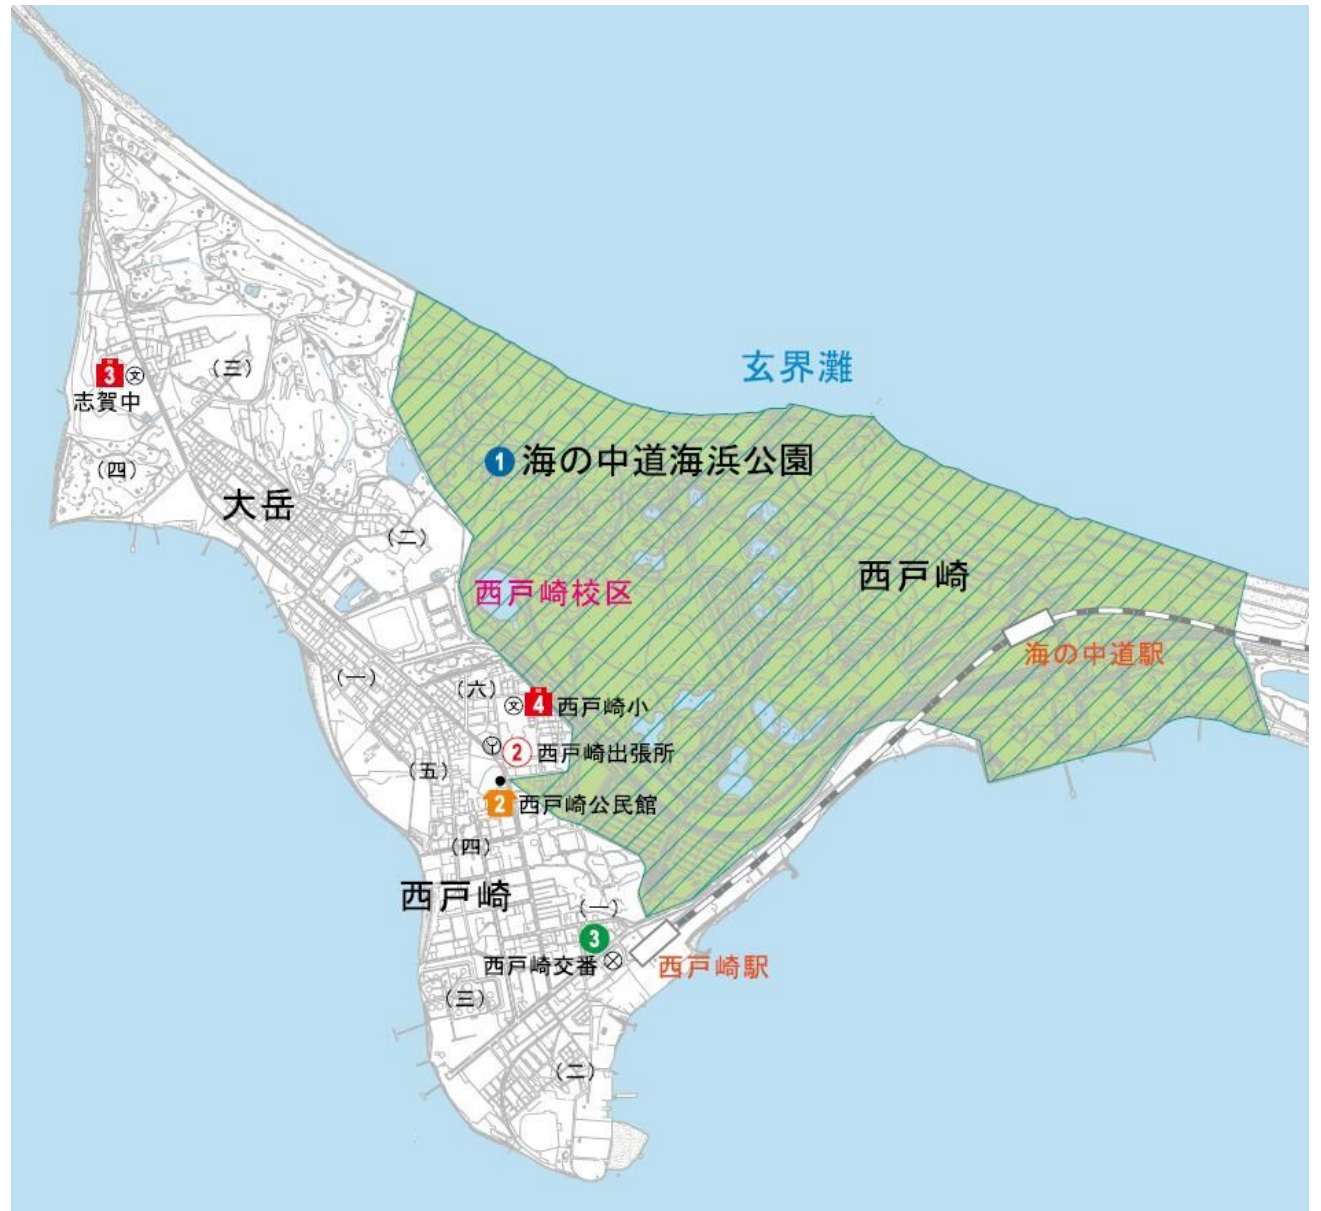 玄界灘
3
文
志賀中
(三)
(四)
1 海の中道海浜公園
大岳
(二)
西戸崎校区
西戸崎
海の中道駅
(一)
(六)
文
4
西戸崎小
2 西戸崎出張所
(五)
2 西戸崎公民館
(四)
西戸崎
(一)
3
西戸崎交番
西戸崎駅
(三)
(二)